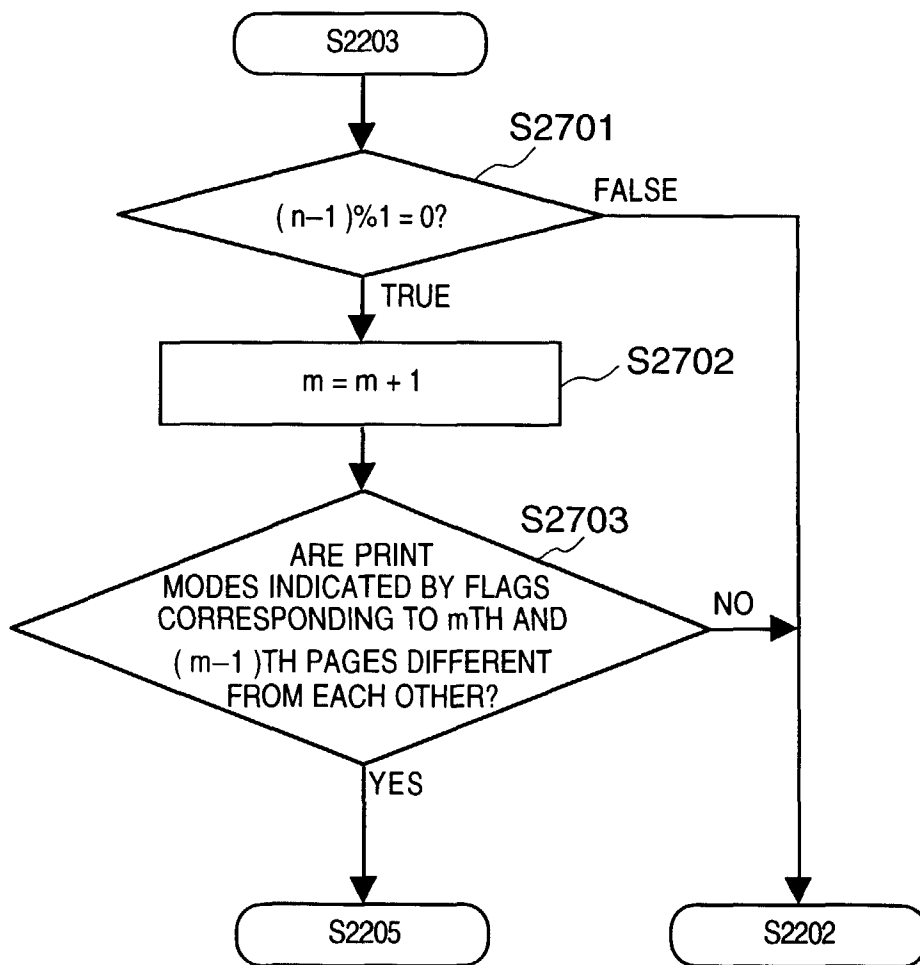 S2203
S2701
( n−1 )%1 = 0?
FALSE
TRUE
S2702
m = m + 1
S2703
ARE PRINT
MODES INDICATED BY FLAGS
CORRESPONDING TO mTH AND
( m−1 )TH PAGES DIFFERENT
FROM EACH OTHER?
NO
YES
S2205
S2202